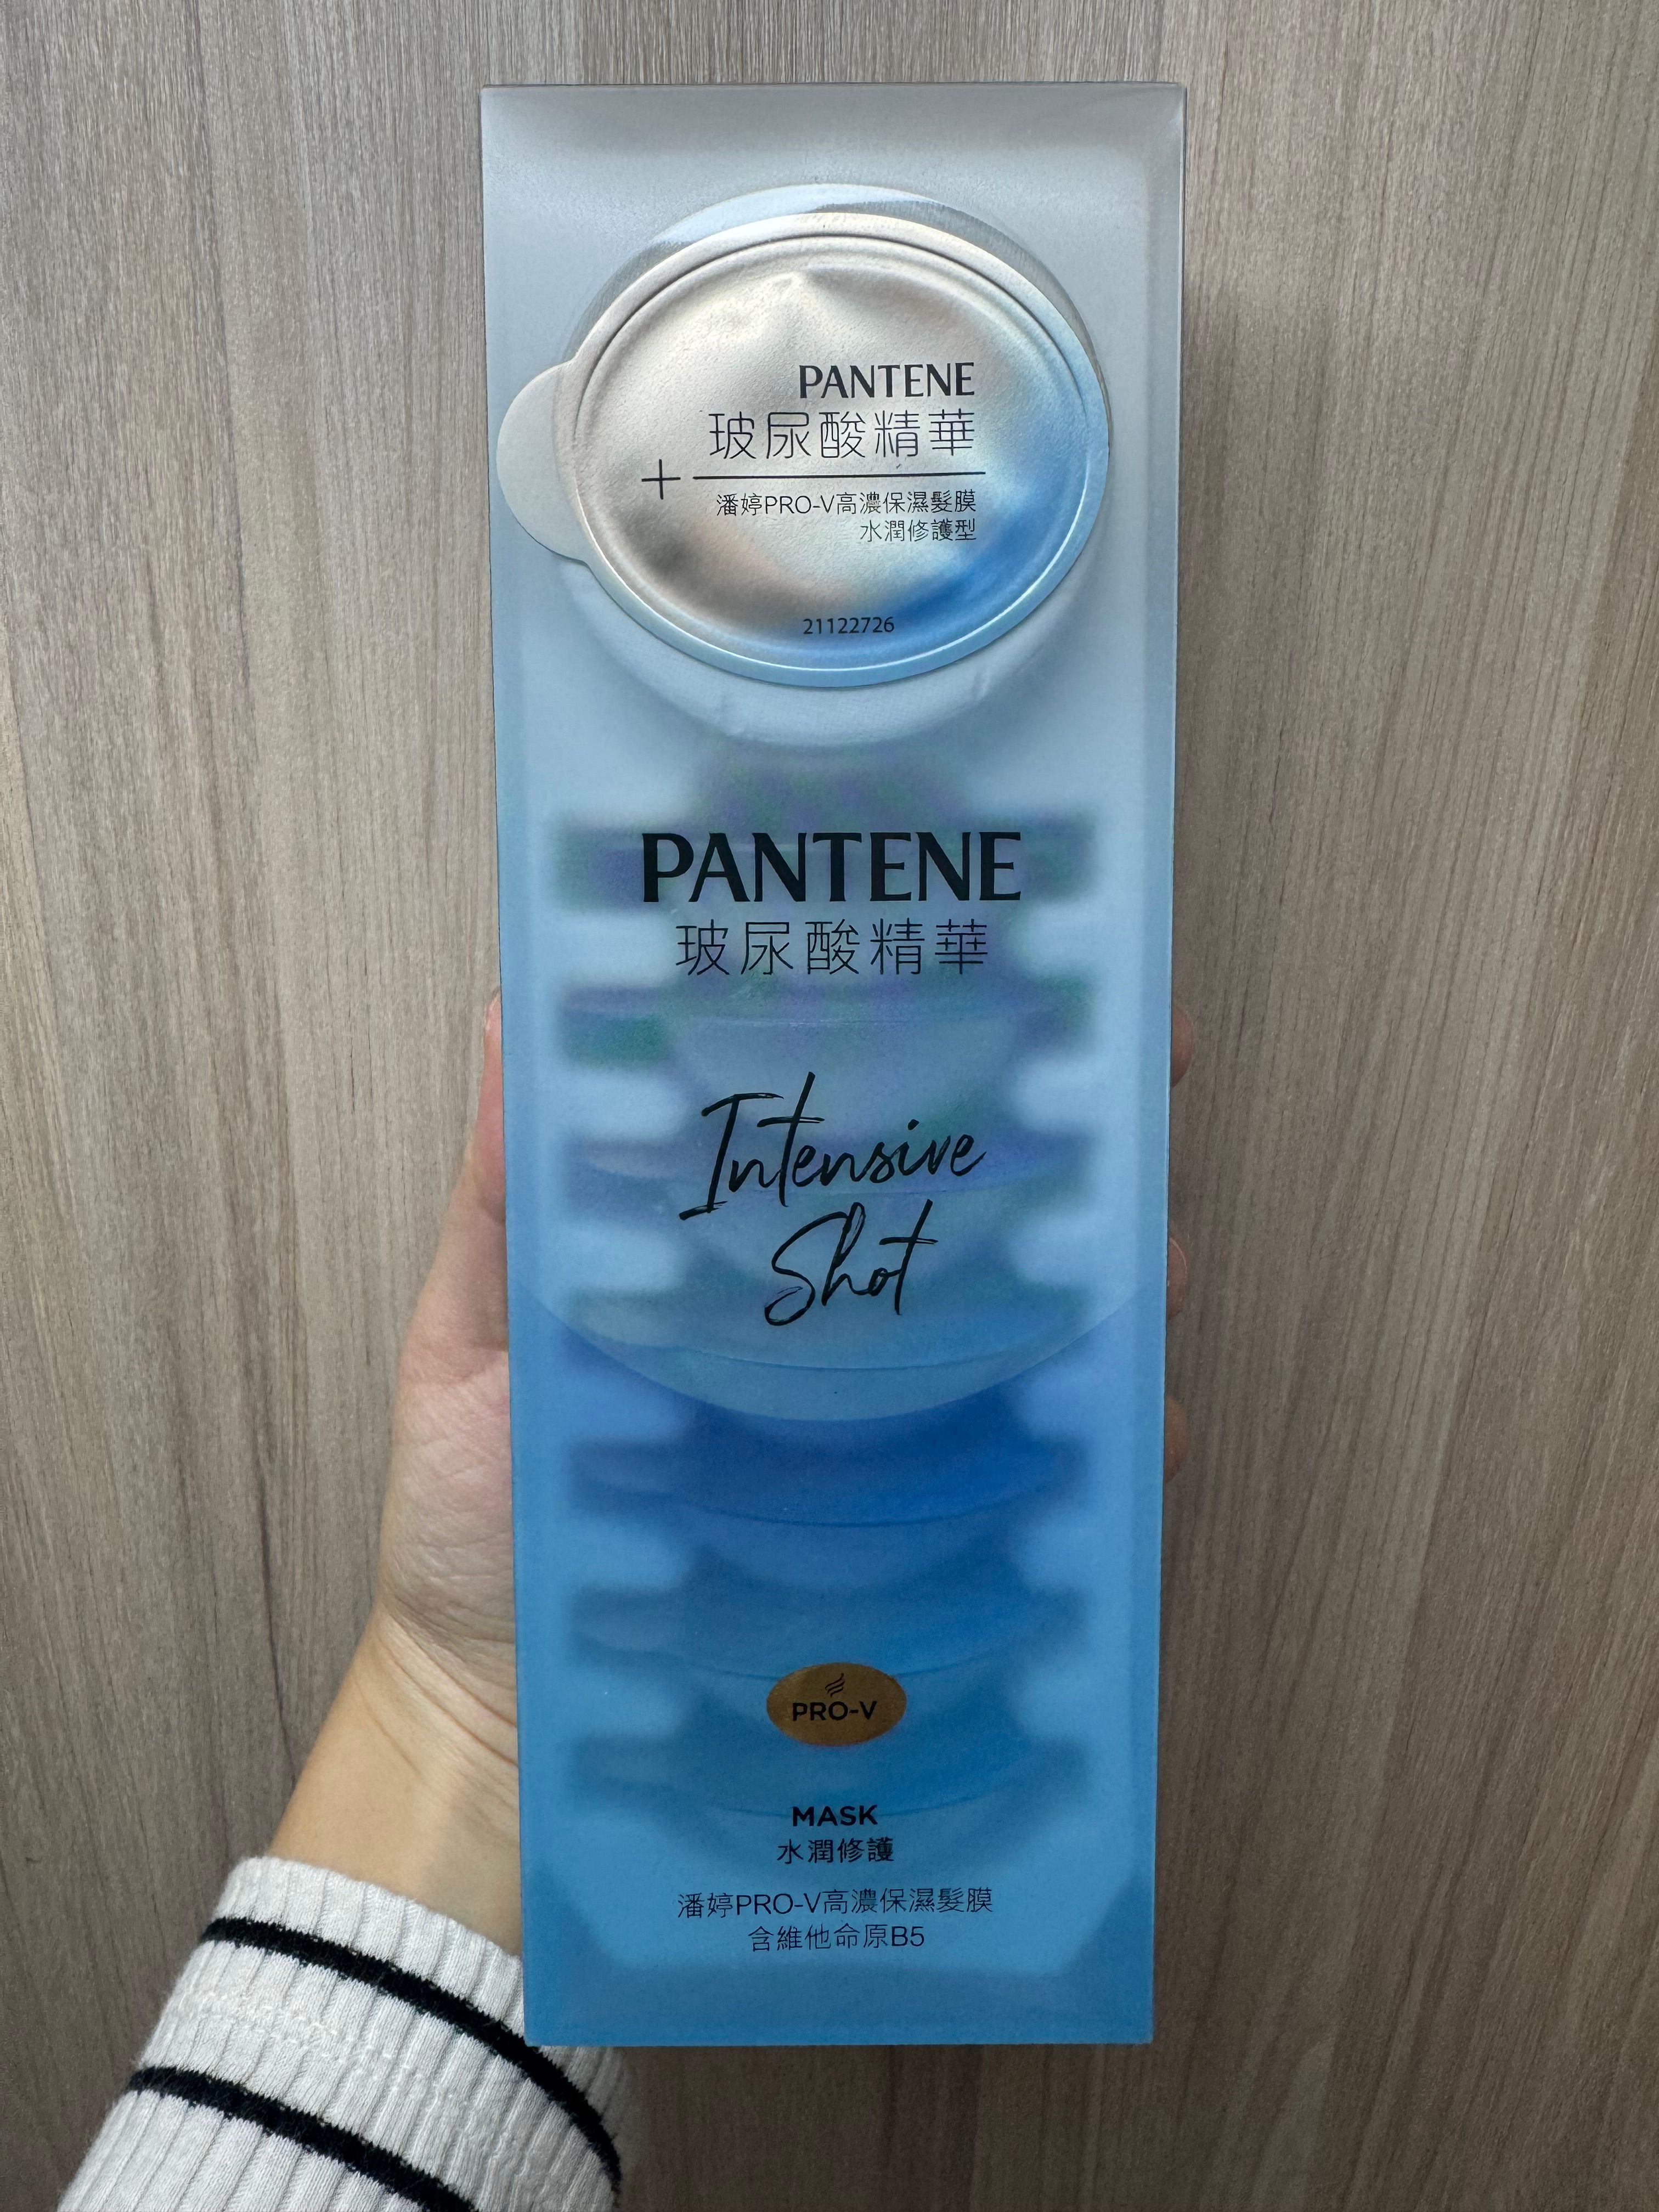 PANTENE
玻尿酸精華
+
潘婷PRO-V高濃保濕髮膜
水潤修護型
21122726
PANTENE
玻尿酸精華
Intensive
Shot
PRO-V
MASK
水潤修護
潘婷PRO-V高濃保濕髮膜
含維他命原B5